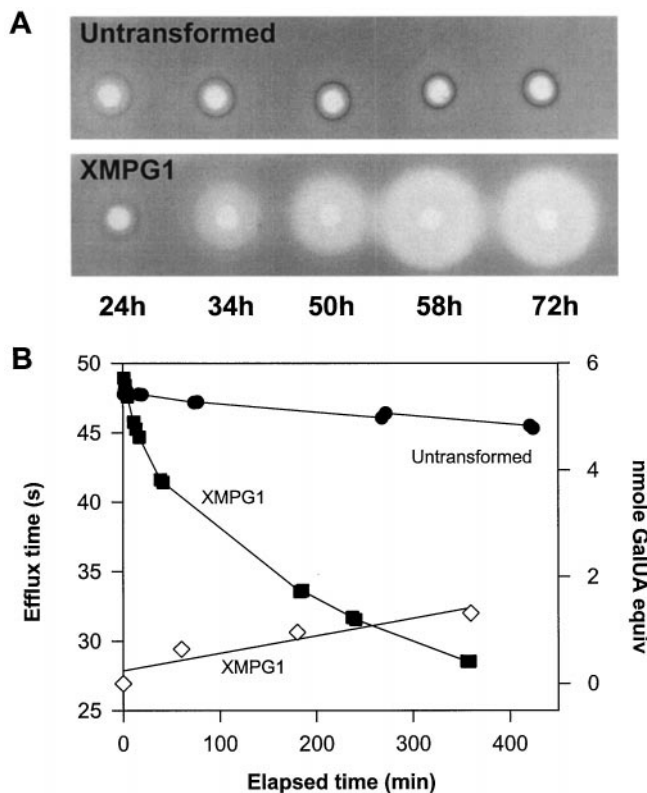 A
Untransformed
XMPG1
24h 34h 50h 58h 72h
B
50
45
40
35
30
25
6
4
2
0
Efflux time (s)
nmole GalUA equiv
Untransformed
XMPG1
XMPG1
0 100 200 300 400
Elapsed time (min)